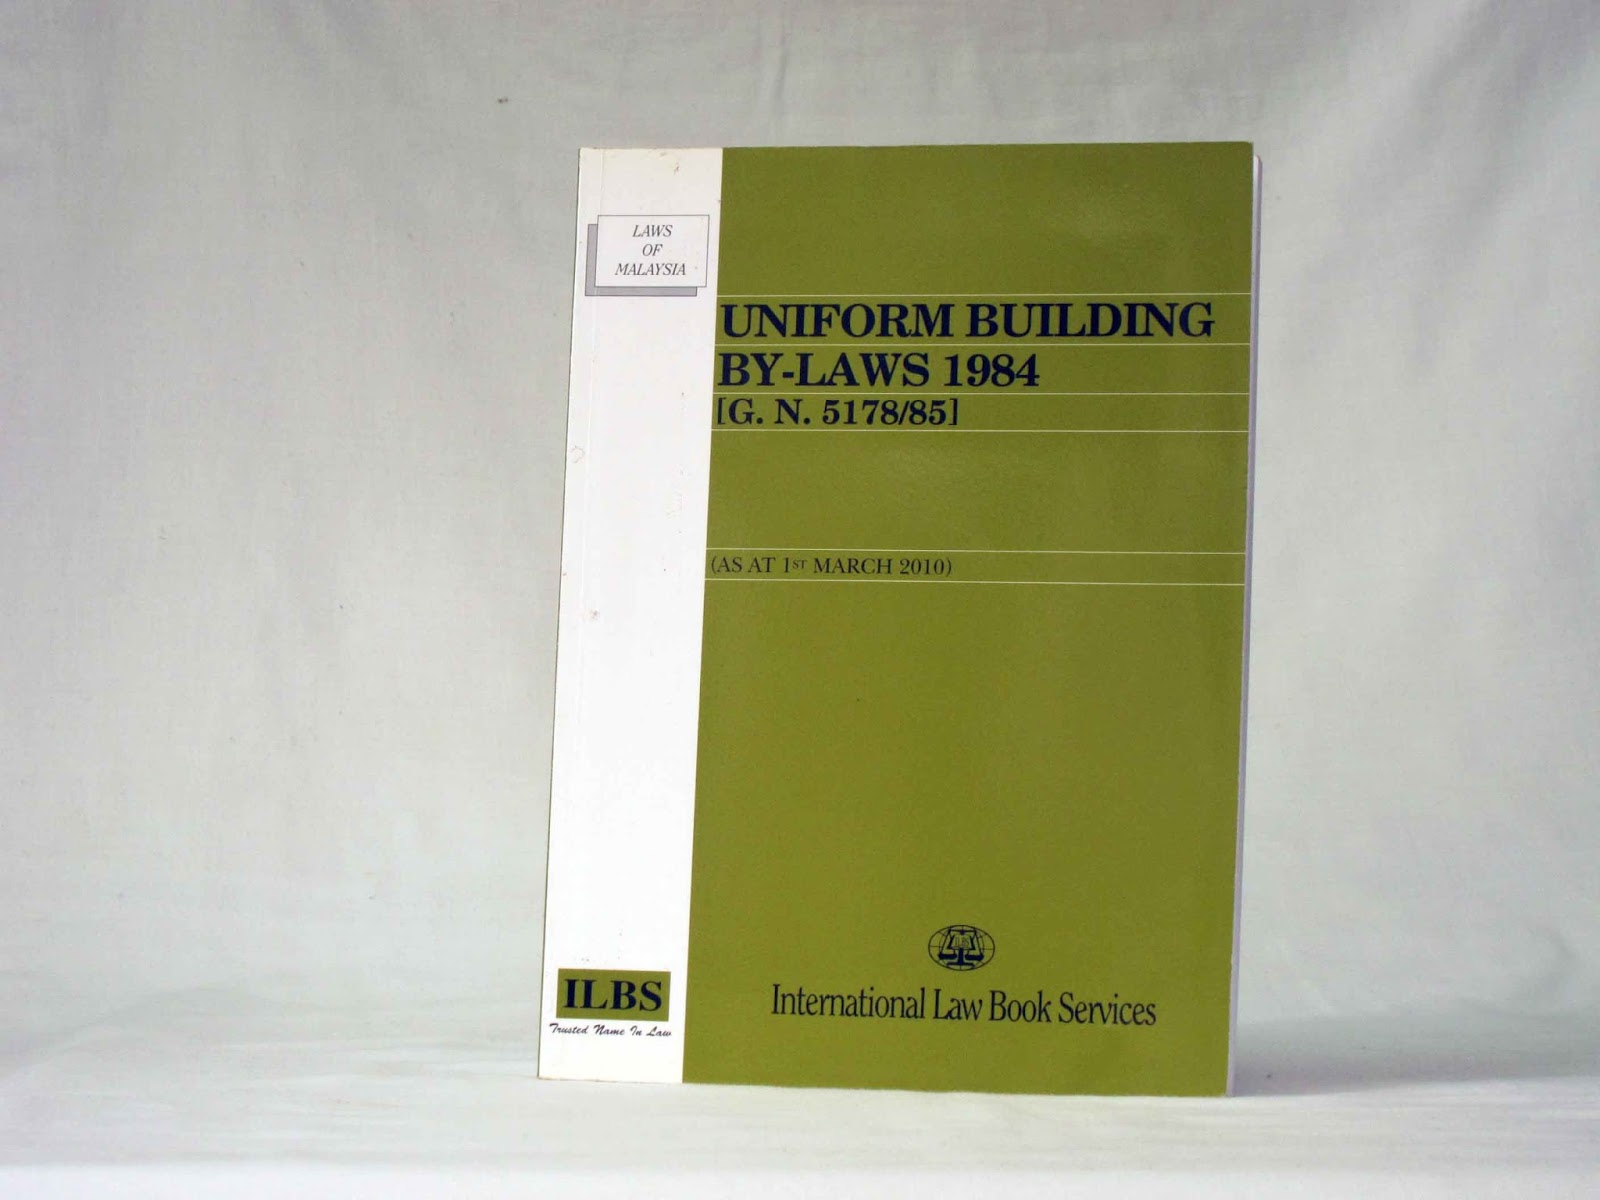 LAWS
OF
MALAYSIA
UNIFORM BUILDING
BY-LAWS 1984
[G. N. 5178/85]
(AS AT 1ST MARCH 2010)
International Law Book Services
ILBS
Trusted Name In Law